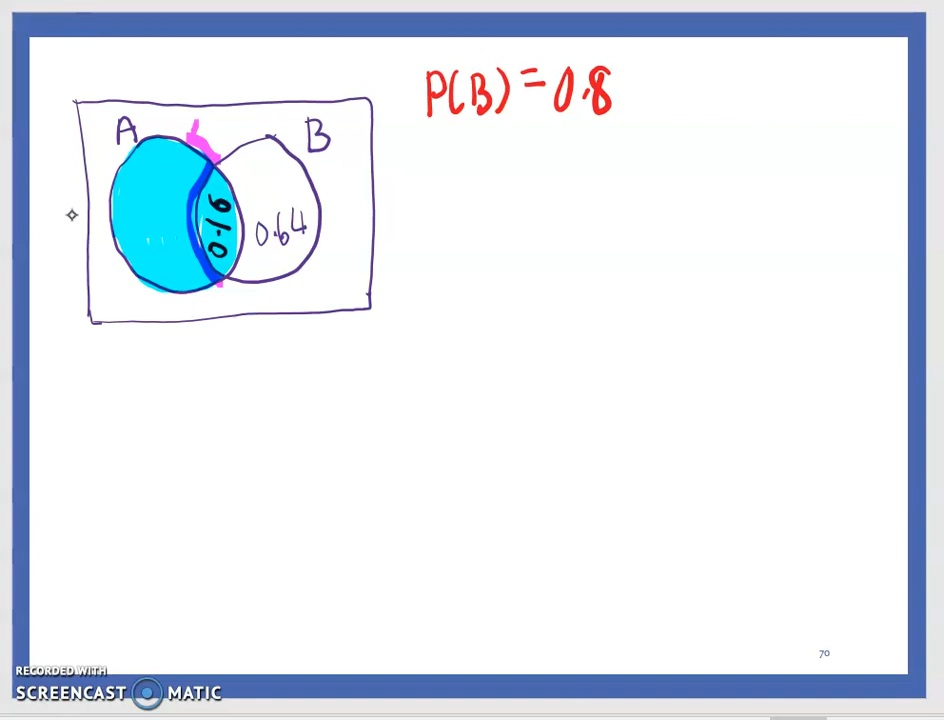 P(B) = 0.8
A
B
0.16
0.64
70
RECORDED WITH
SCREENCAST MATIC